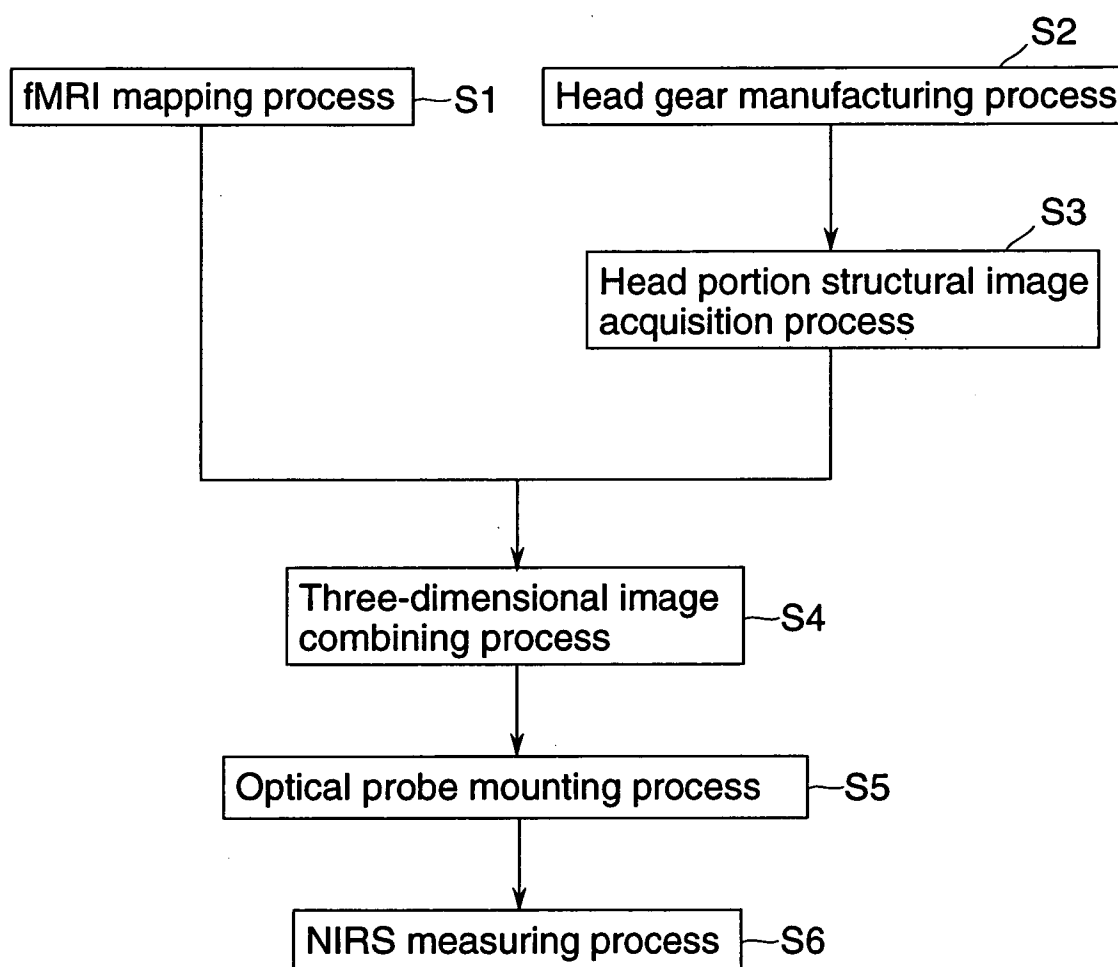 S2
fMRI mapping process
S1
Head gear manufacturing process
S3
Head portion structural image
acquisition process
Three-dimensional image
combining process
S4
Optical probe mounting process
S5
NIRS measuring process
S6